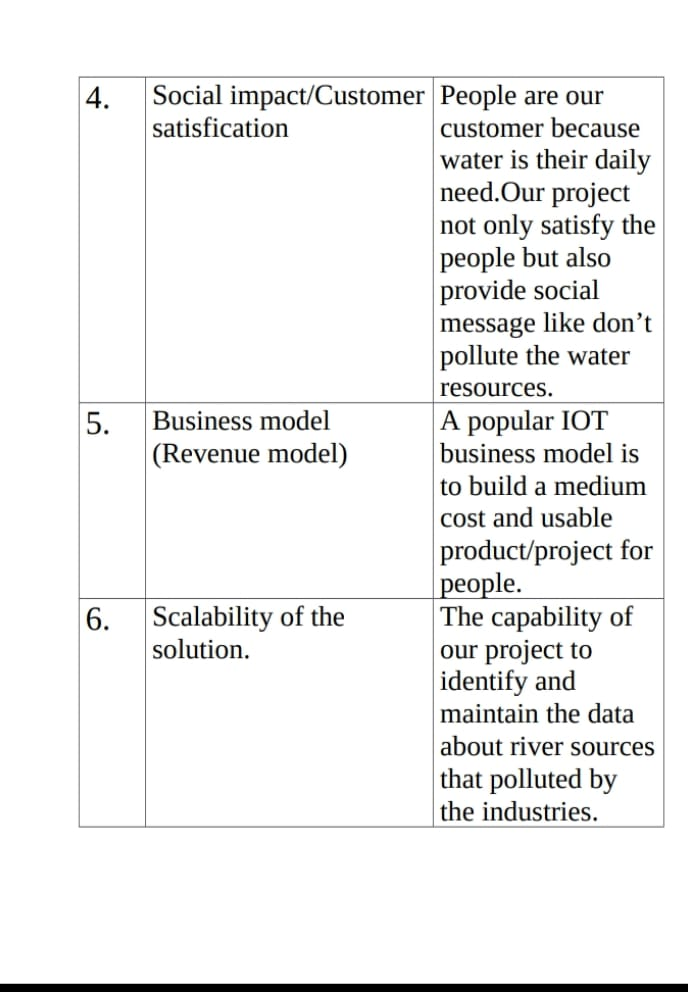 4. Social impact/Customer People are our
satisfication customer because
water is their daily
need.Our project
not only satisfy the
people but also
provide social
message like don’t
pollute the water
resources.
5. Business model A popular IOT
(Revenue model) business model is
to build a medium
cost and usable
product/project for
people.
6. Scalability of the The capability of
solution. our project to
identify and
maintain the data
about river sources
that polluted by
the industries.